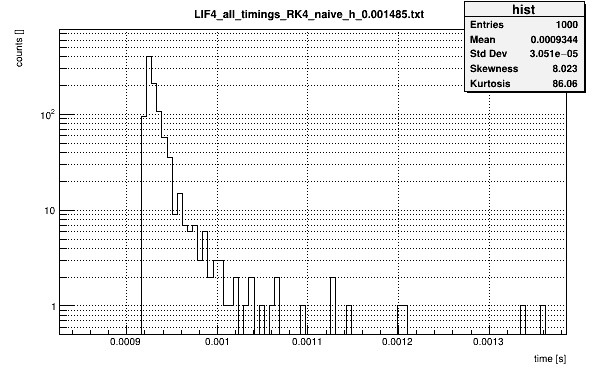 LIF4_all_timings_RK4_naive_h_0.001485.txt
hist
Entries 1000
Mean 0.0009344
Std Dev 3.051e−05
Skewness 8.023
Kurtosis 86.06
counts []
10²
10
1
0.0009 0.001 0.0011 0.0012 0.0013
time [s]